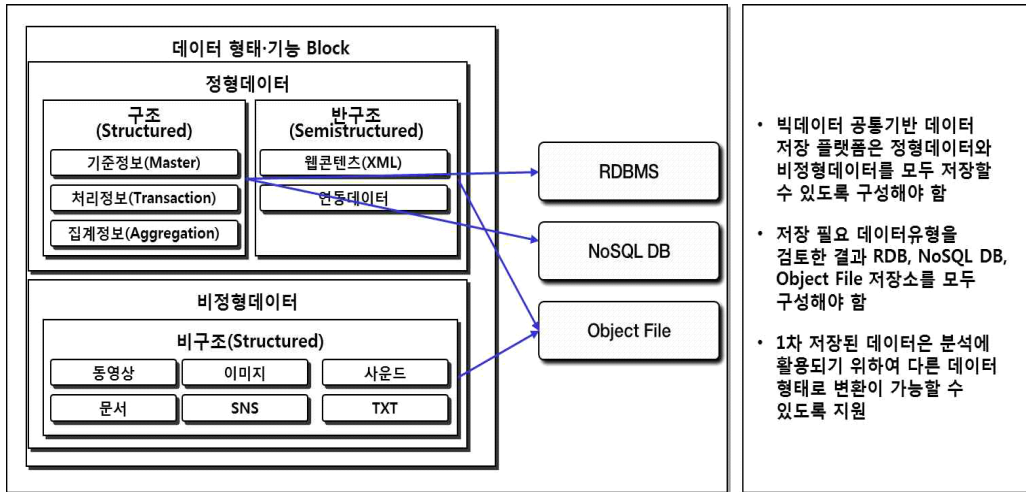 데이터 형태·기능 Block
정형데이터
구조
(Structured)
기준정보(Master)
처리정보(Transaction)
집계정보(Aggregation)
반구조
(Semistructured)
웹콘텐츠(XML)
연동데이터
비정형데이터
비구조(Structured)
동영상
이미지
사운드
문서
SNS
TXT
RDBMS
NoSQL DB
Object File
• 빅데이터 공통기반 데이터
저장 플랫폼은 정형데이터와
비정형데이터를 모두 저장할
수 있도록 구성해야 함
• 저장 필요 데이터유형을
검토한 결과 RDB, NoSQL DB,
Object File 저장소를 모두
구성해야 함
• 1차 저장된 데이터은 분석에
활용되기 위하여 다른 데이터
형태로 변환이 가능할 수
있도록 지원